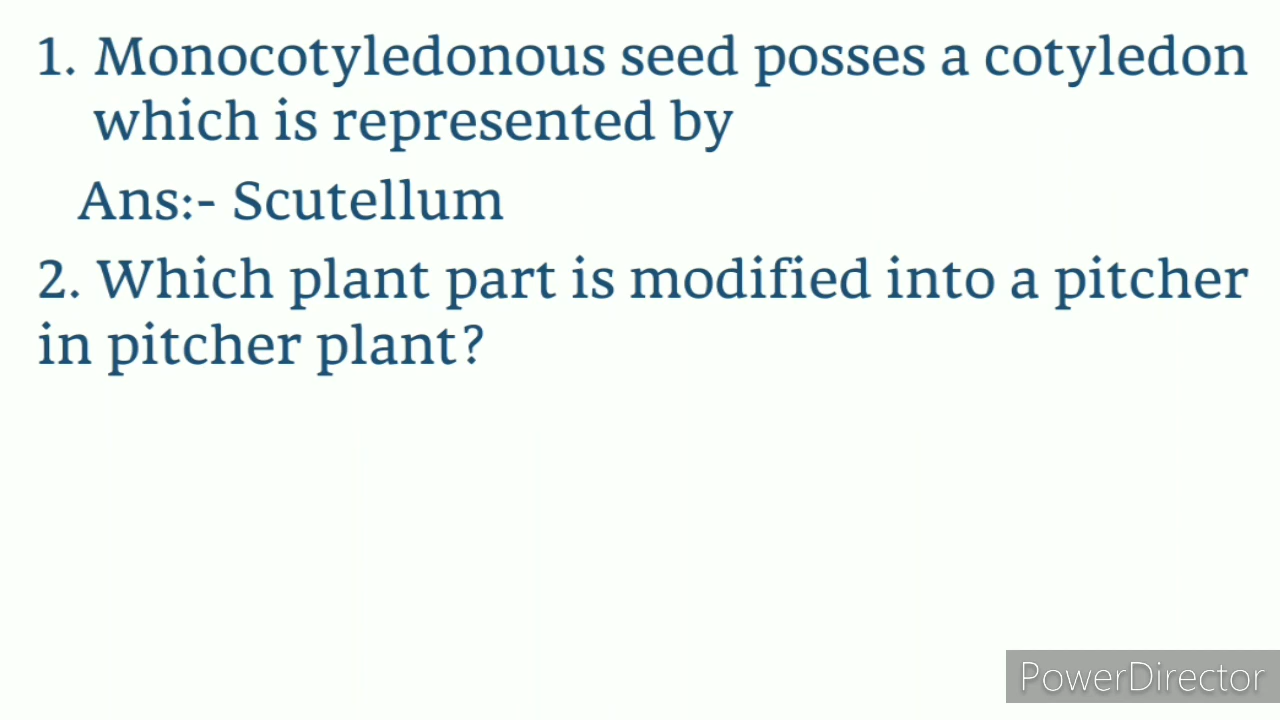 1. Monocotyledonous seed posses a cotyledon
which is represented by
Ans:- Scutellum
2. Which plant part is modified into a pitcher
in pitcher plant?
PowerDirector